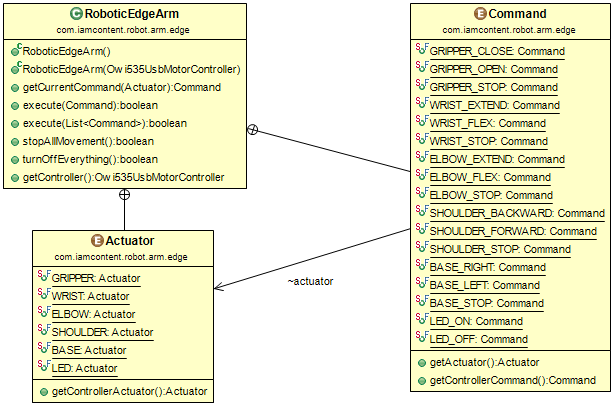 RoboticEdgeArm
com.iamcontent.robot.arm.edge
RoboticEdgeArm()
RoboticEdgeArm(Owi535UsbMotorController)
getCurrentCommand(Actuator):Command
execute(Command):boolean
execute(List<Command>):boolean
stopAllMovement():boolean
turnOffEverything():boolean
getController():Owi535UsbMotorController
Actuator
com.iamcontent.robot.arm.edge
GRIPPER: Actuator
WRIST: Actuator
ELBOW: Actuator
SHOULDER: Actuator
BASE: Actuator
LED: Actuator
getControllerActuator():Actuator
~actuator
Command
com.iamcontent.robot.arm.edge
GRIPPER_CLOSE: Command
GRIPPER_OPEN: Command
GRIPPER_STOP: Command
WRIST_EXTEND: Command
WRIST_FLEX: Command
WRIST_STOP: Command
ELBOW_EXTEND: Command
ELBOW_FLEX: Command
ELBOW_STOP: Command
SHOULDER_BACKWARD: Command
SHOULDER_FORWARD: Command
SHOULDER_STOP: Command
BASE_RIGHT: Command
BASE_LEFT: Command
BASE_STOP: Command
LED_ON: Command
LED_OFF: Command
getActuator():Actuator
getControllerCommand():Command